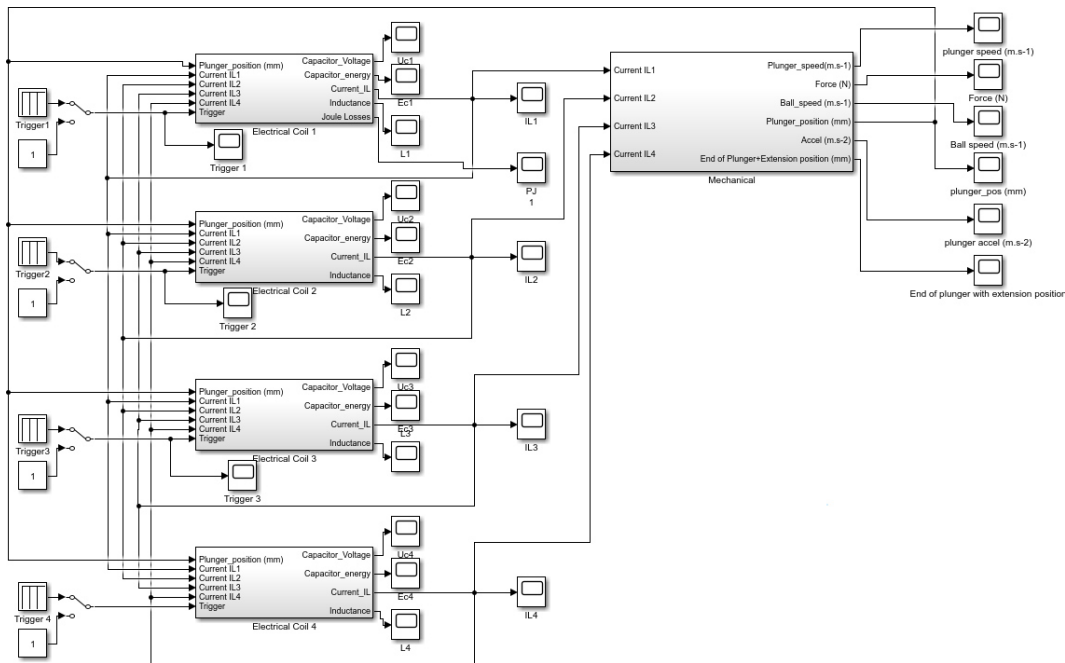 Plunger_position (mm)
Current IL1
Current IL2
Current IL3
Current IL4
Trigger
Capacitor_Voltage
Capacitor_energy
Current_IL
Inductance
Joule Losses
Electrical Coil 1
Trigger1
1
Trigger 1
Uc1
Ec1
L1
IL1
PJ
1
Current IL1
Current IL2
Current IL3
Current IL4
Plunger_speed(m.s-1)
Force (N)
Ball_speed (m.s-1)
Plunger_position (mm)
Accel (m.s-2)
End of Plunger+Extension position (mm)
Mechanical
plunger speed (m.s-1)
Force (N)
Ball speed (m.s-1)
plunger_pos (mm)
plunger accel (m.s-2)
End of plunger with extension position
Plunger_position (mm)
Current IL1
Current IL2
Current IL3
Current IL4
Trigger
Capacitor_Voltage
Capacitor_energy
Current_IL
Inductance
Electrical Coil 2
Trigger2
1
Trigger 2
Uc2
Ec2
L2
IL2
Plunger_position (mm)
Current IL1
Current IL2
Current IL3
Current IL4
Trigger
Capacitor_Voltage
Capacitor_energy
Current_IL
Inductance
Electrical Coil 3
Trigger3
1
Trigger 3
Uc3
Ec3
L3
IL3
Plunger_position (mm)
Current IL1
Current IL2
Current IL3
Current IL4
Trigger
Capacitor_Voltage
Capacitor_energy
Current_IL
Inductance
Electrical Coil 4
Trigger 4
1
Uc4
Ec4
L4
IL4